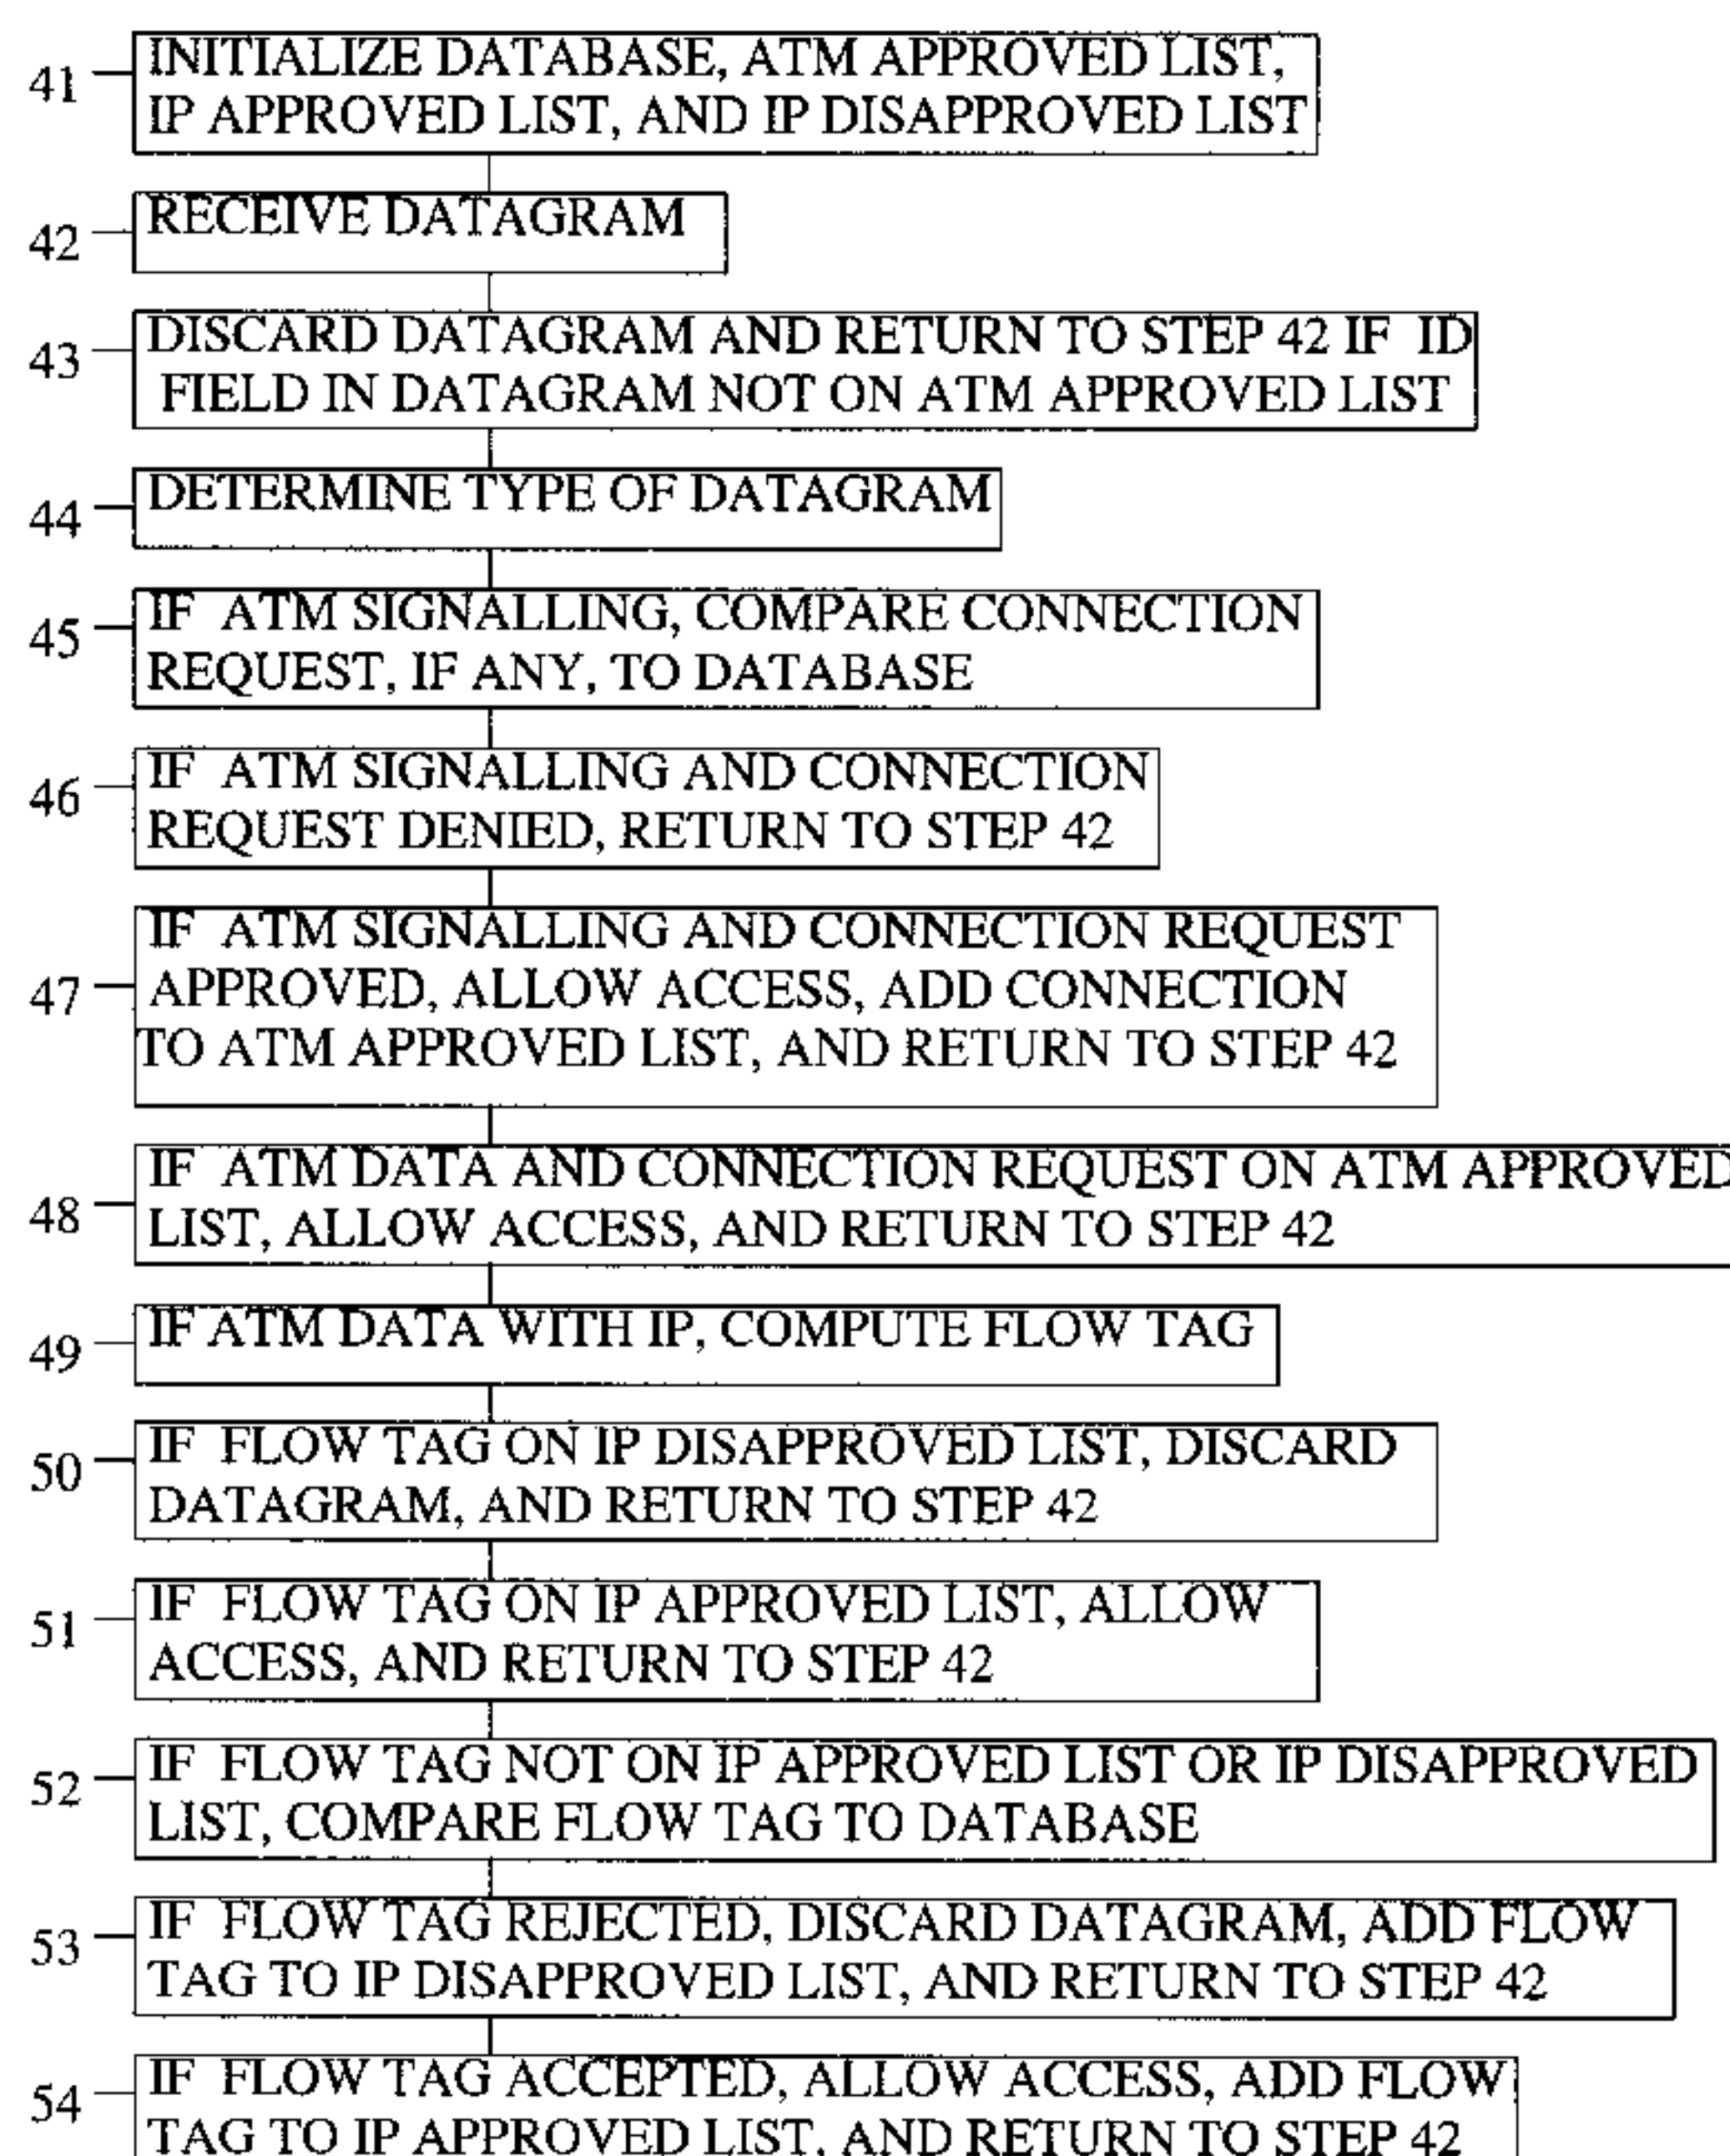 41 INITIALIZE DATABASE, ATM APPROVED LIST,
IP APPROVED LIST, AND IP DISAPPROVED LIST
42 RECEIVE DATAGRAM
43 DISCARD DATAGRAM AND RETURN TO STEP 42 IF ID
FIELD IN DATAGRAM NOT ON ATM APPROVED LIST
44 DETERMINE TYPE OF DATAGRAM
45 IF ATM SIGNALLING, COMPARE CONNECTION
REQUEST, IF ANY, TO DATABASE
46 IF ATM SIGNALLING AND CONNECTION
REQUEST DENIED, RETURN TO STEP 42
47 IF ATM SIGNALLING AND CONNECTION REQUEST
APPROVED, ALLOW ACCESS, ADD CONNECTION
TO ATM APPROVED LIST, AND RETURN TO STEP 42
48 IF ATM DATA AND CONNECTION REQUEST ON ATM APPROVED
LIST, ALLOW ACCESS, AND RETURN TO STEP 42
49 IF ATM DATA WITH IP, COMPUTE FLOW TAG
50 IF FLOW TAG ON IP DISAPPROVED LIST, DISCARD
DATAGRAM, AND RETURN TO STEP 42
51 IF FLOW TAG ON IP APPROVED LIST, ALLOW
ACCESS, AND RETURN TO STEP 42
52 IF FLOW TAG NOT ON IP APPROVED LIST OR IP DISAPPROVED
LIST, COMPARE FLOW TAG TO DATABASE
53 IF FLOW TAG REJECTED, DISCARD DATAGRAM, ADD FLOW
TAG TO IP DISAPPROVED LIST, AND RETURN TO STEP 42
54 IF FLOW TAG ACCEPTED, ALLOW ACCESS, ADD FLOW
TAG TO IP APPROVED LIST, AND RETURN TO STEP 42